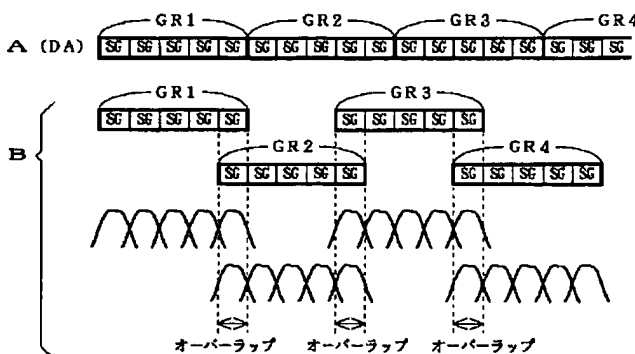 GR1 GR2 GR3 GR4
A (DA) SG SG SG SG SG SG SG SG SG SG SG SG SG SG SG SG SG SG
GR1 GR3
SG SG SG SG SG SG SG SG SG SG
B
GR2 GR4
SG SG SG SG SG SG SG SG SG SG
オーバーラップ オーバーラップ オーバーラップ